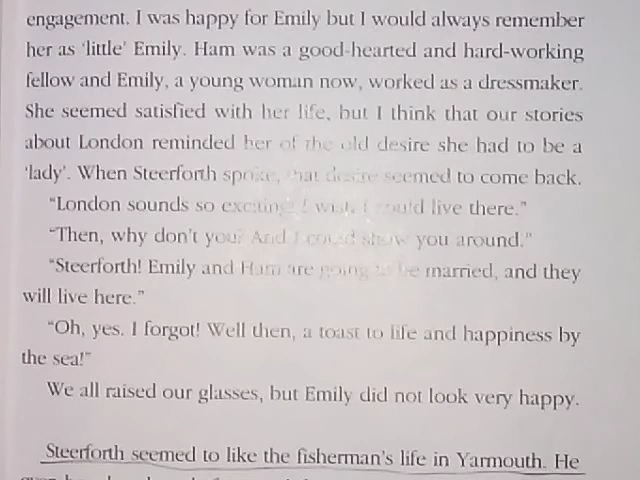 engagement. I was happy for Emily but I would always remember
her as 'little' Emily. Ham was a good-hearted and hard-working
fellow and Emily, a young woman now, worked as a dressmaker.
She seemed satisfied with her life, but I think that our stories
about London reminded her of the old desire she had to be a
'lady'. When Steerforth spoke, that desire seemed to come back.
"London sounds so exciting! I wish I could live there."
"Then, why don't you? And I could show you around."
"Steerforth! Emily and Ham are going to be married, and they
will live here."
"Oh, yes. I forgot! Well then, a toast to life and happiness by
the sea!"
We all raised our glasses, but Emily did not look very happy.
Steerforth seemed to like the fisherman's life in Yarmouth. He